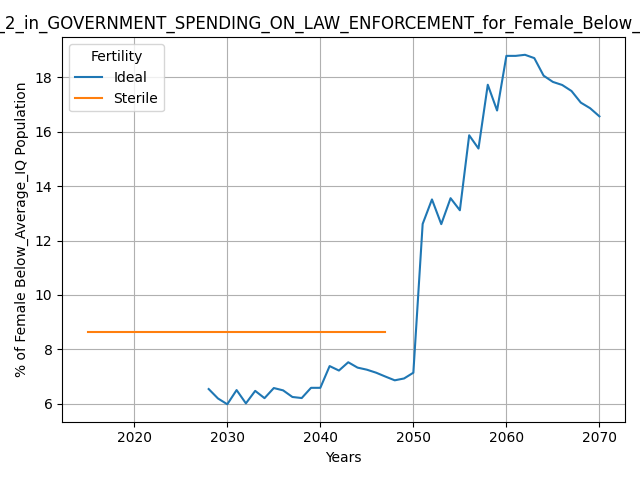 _2_in_GOVERNMENT_SPENDING_ON_LAW_ENFORCEMENT_for_Female_Below_
Fertility
Ideal
Sterile
% of Female Below_Average_IQ Population
18
16
14
12
10
8
6
2020 2030 2040 2050 2060 2070
Years